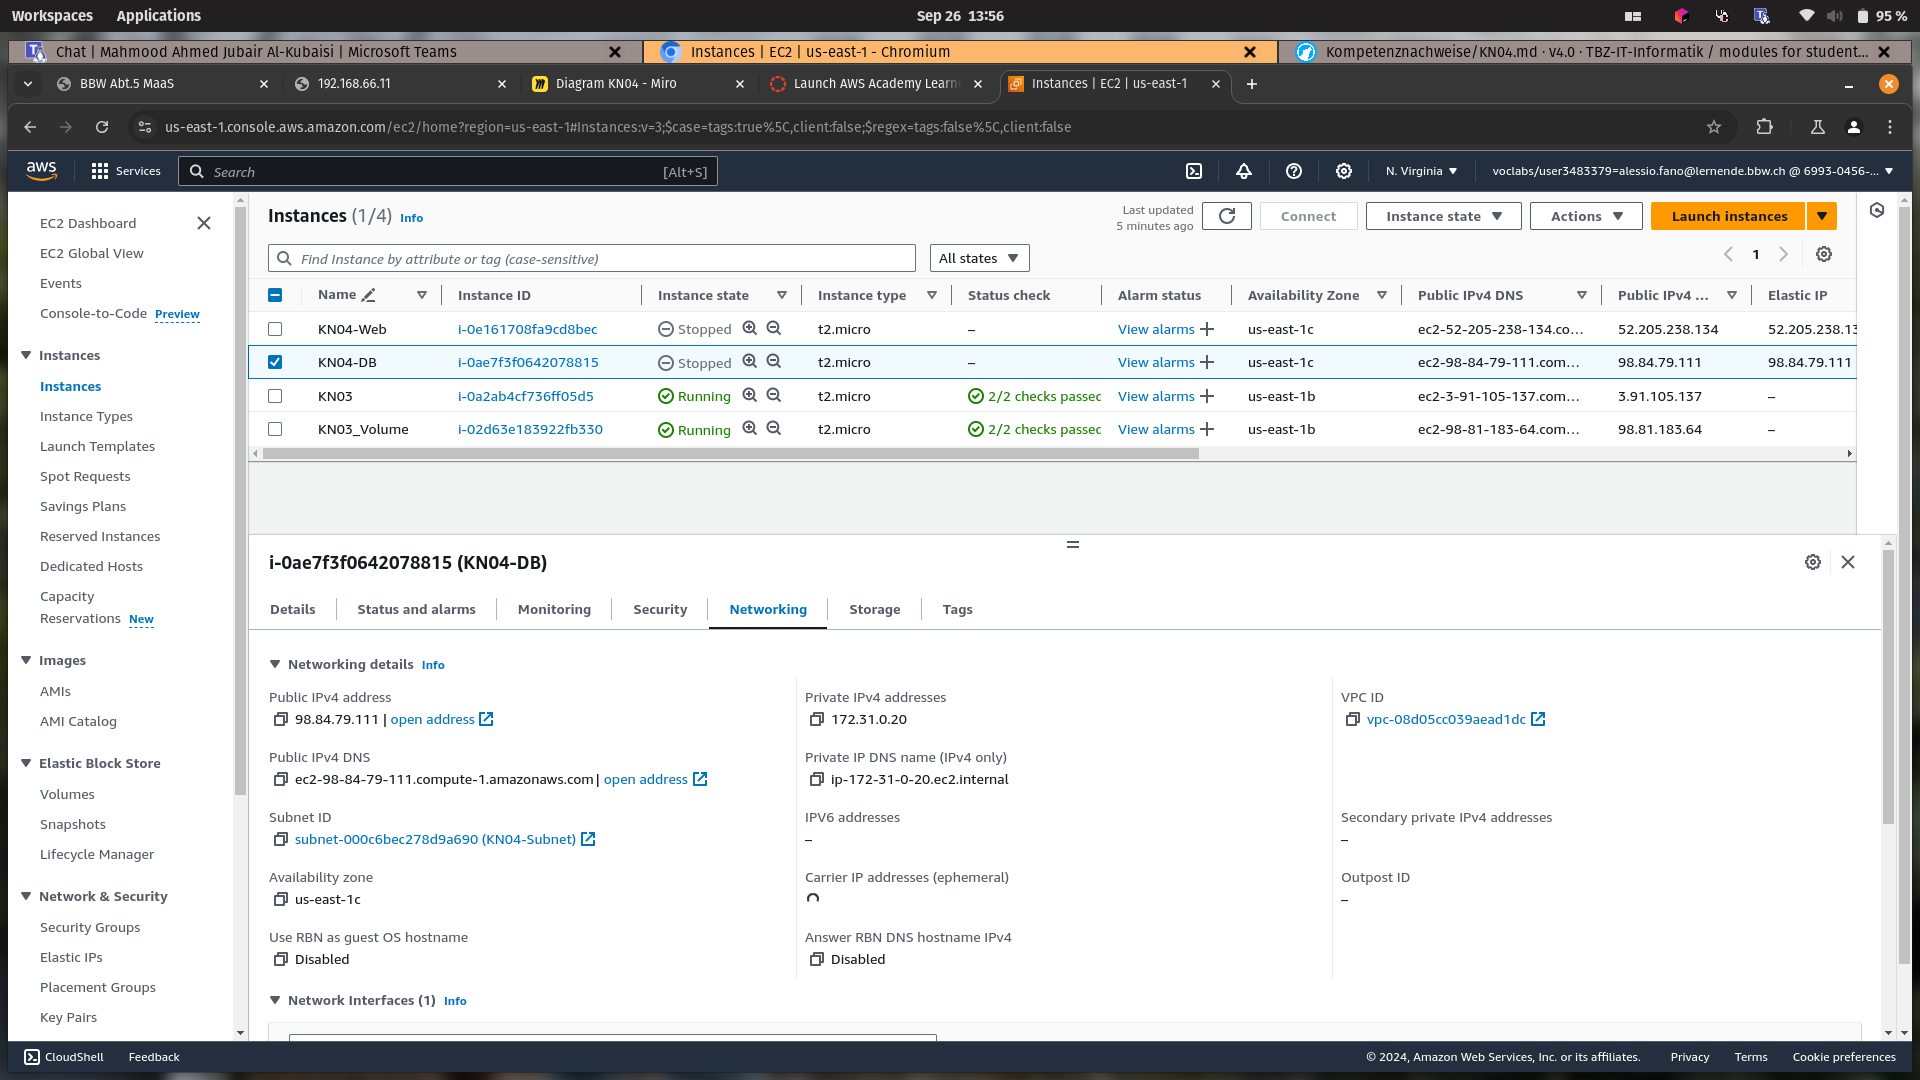 Workspaces Applications Sep 26 13:56 95 %
Chat | Mahmood Ahmed Jubair Al-Kubaisi | Microsoft Teams Instances | EC2 | us-east-1 - Chromium Kompetenznachweise/KN04.md · v4.0 · TBZ-IT-Informatik / modules for student...
BBW Abt.5 MaaS 192.168.66.11 Diagram KN04 - Miro Launch AWS Academy Learn Instances | EC2 | us-east-1
us-east-1.console.aws.amazon.com/ec2/home?region=us-east-1#Instances:v=3;$case=tags:true%5C,client:false;$regex=tags:false%5C,client:false
aws Services Search [Alt+S] N. Virginia voclabs/user3483379=alessio.fano@lernende.bbw.ch @ 6993-0456-...
EC2 Dashboard
EC2 Global View
Events
Console-to-Code Preview
Instances
Instances
Instance Types
Launch Templates
Spot Requests
Savings Plans
Reserved Instances
Dedicated Hosts
Capacity
Reservations New
Images
AMIs
AMI Catalog
Elastic Block Store
Volumes
Snapshots
Lifecycle Manager
Network & Security
Security Groups
Elastic IPs
Placement Groups
Key Pairs
Instances (1/4) Info
Last updated
5 minutes ago
Connect Instance state Actions Launch instances
Find Instance by attribute or tag (case-sensitive) All states 1
Name Instance ID Instance state Instance type Status check Alarm status Availability Zone Public IPv4 DNS Public IPv4 ... Elastic IP
KN04-Web i-0e161708fa9cd8bec Stopped t2.micro – View alarms us-east-1c ec2-52-205-238-134.co... 52.205.238.134 52.205.238.13
KN04-DB i-0ae7f3f0642078815 Stopped t2.micro – View alarms us-east-1c ec2-98-84-79-111.com... 98.84.79.111 98.84.79.111
KN03 i-0a2ab4cf736ff05d5 Running t2.micro 2/2 checks passec View alarms us-east-1b ec2-3-91-105-137.com... 3.91.105.137 –
KN03_Volume i-02d63e183922fb330 Running t2.micro 2/2 checks passec View alarms us-east-1b ec2-98-81-183-64.com... 98.81.183.64 –
i-0ae7f3f0642078815 (KN04-DB)
Details Status and alarms Monitoring Security Networking Storage Tags
Networking details Info
Public IPv4 address
98.84.79.111 | open address
Private IPv4 addresses
172.31.0.20
VPC ID
vpc-08d05cc039aead1dc
Public IPv4 DNS
ec2-98-84-79-111.compute-1.amazonaws.com | open address
Private IP DNS name (IPv4 only)
ip-172-31-0-20.ec2.internal
Subnet ID
subnet-000c6bec278d9a690 (KN04-Subnet)
IPV6 addresses
–
Secondary private IPv4 addresses
–
Availability zone
us-east-1c
Carrier IP addresses (ephemeral)
Outpost ID
–
Use RBN as guest OS hostname
Disabled
Answer RBN DNS hostname IPv4
Disabled
Network Interfaces (1) Info
CloudShell Feedback © 2024, Amazon Web Services, Inc. or its affiliates. Privacy Terms Cookie preferences